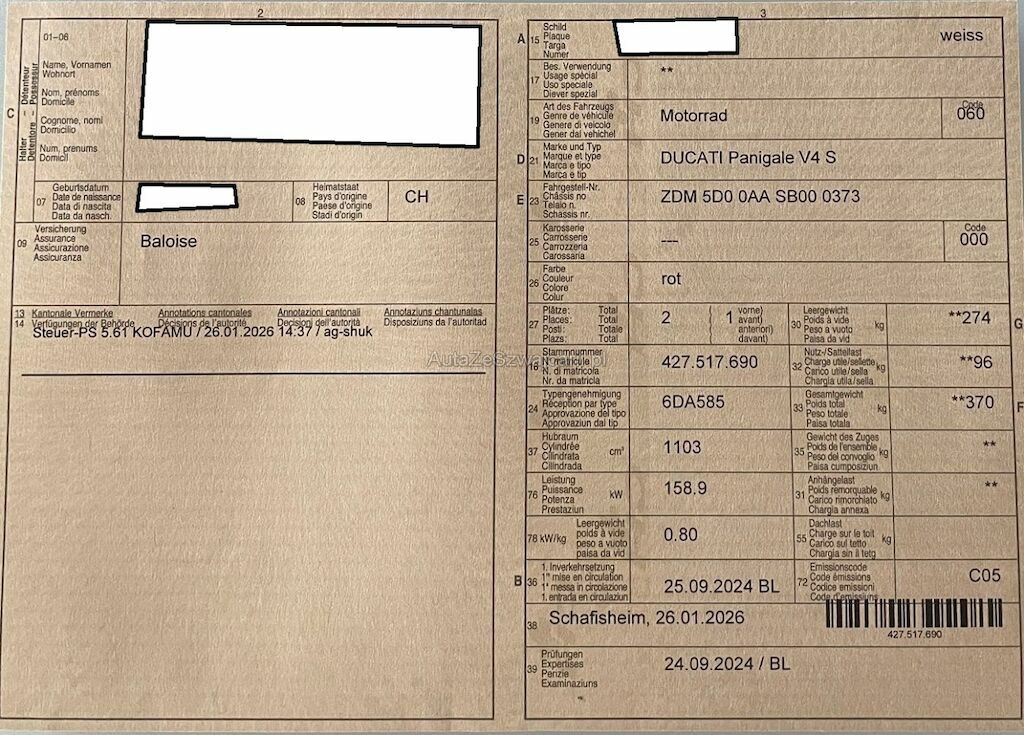 2
01–06
Halter – Détenteur
Detentore – Possessur
C
Name, Vornamen
Wohnort
Nom, prénoms
Domicile
Cognome, nomi
Domicilio
Num, prenums
Domicil
07
Geburtsdatum
Date de naissance
Data di nascita
Data da nasch.
08
Heimatstaat
Pays d'origine
Paese d'origine
Stadi d'origin
CH
09
Versicherung
Assurance
Assicurazione
Assicuranza
Baloise
13 Kantonale Vermerke Annotations cantonales Annotazioni cantonali Annotaziuns chantunalas
14 Verfügungen der Behörde Décisions de l'autorité Decisioni dell'autorità Disposiziuns da l'autoritad
Steuer-PS 5.61 KOFAMU / 26.01.2026 14:37 / ag-shuk
AutaZeSzwajcarii.pl
3
A 15
Schild
Plaque
Targa
Numer
weiss
17
Bes. Verwendung
Usage spécial
Uso speciale
Diever spezial
**
19
Art des Fahrzeugs
Genre de véhicule
Genere di veicolo
Gener dal vehichel
Motorrad
Code
060
D 21
Marke und Typ
Marque et type
Marca e tipo
Marca e tip
DUCATI Panigale V4 S
E 23
Fahrgestell-Nr.
Châssis no
Telaio n.
Schassis nr.
ZDM 5D0 0AA SB00 0373
25
Karosserie
Carrosserie
Carrozzeria
Carossaria
---
Code
000
26
Farbe
Couleur
Colore
Colur
rot
27
Plätze: Total
Places: Total
Posti: Totale
Plazs: Total
2
( 1 vorne)
avant)
( anteriori)
davant)
30
Leergewicht
Poids à vide
Peso a vuoto
Paisa da vid
kg
**274
G
18
Stammnummer
N. matricule
N. di matricola
Nr. da matricla
427.517.690
32
Nutz-/Sattellast
Charge utile/sellette
Carico utile/sella
Chargia utila/sella
kg
**96
24
Typengenehmigung
Réception par type
Approvazione del tipo
Approvaziun dal tip
6DA585
33
Gesamtgewicht
Poids total
Peso totale
Paisa totala
kg
**370
F
37
Hubraum
Cylindrée
Cilindrata
Cilindrada
cm³
1103
35
Gewicht des Zuges
Poids de l'ensemble
Peso del convoglio
Paisa cumposiziun
kg
**
76
Leistung
Puissance
Potenza
Prestaziun
kW
158.9
31
Anhängelast
Poids remorquable
Carico rimorchiato
Chargia annexa
kg
**
78 kW/kg
Leergewicht
poids à vide
peso a vuoto
paisa da vid
0.80
55
Dachlast
Charge sur le toit
Carico sul tetto
Chargia sin il tetg
kg
B 36
1. Inverkehrsetzung
1re mise en circulation
1a messa in circolazione
1. entrada en circulaziun
25.09.2024 BL
72
Emissionscode
Code émissions
Codice emissioni
Code d'emissiuns
C05
38
Schafisheim, 26.01.2026
427.517.690
39
Prüfungen
Expertises
Perizie
Examinaziuns
24.09.2024 / BL